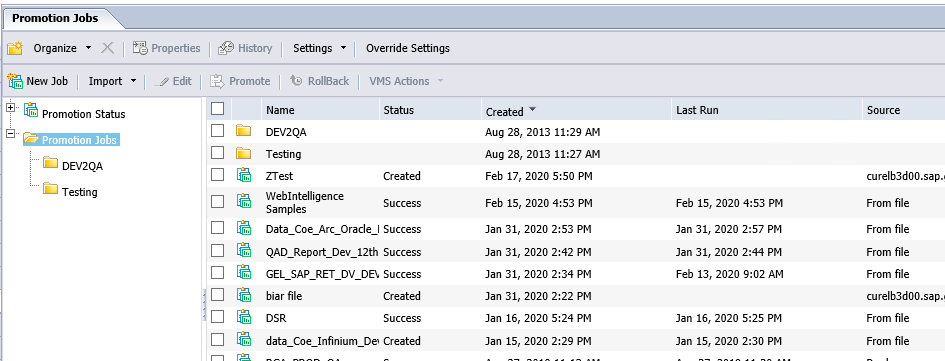 Promotion Jobs
Organize Properties History Settings Override Settings
New Job Import Edit Promote RollBack VMS Actions
Promotion Status
Promotion Jobs
DEV2QA
Testing
Name Status Created Last Run Source
DEV2QA Aug 28, 2013 11:29 AM
Testing Aug 28, 2013 11:27 AM
ZTest Created Feb 17, 2020 5:50 PM curelb3d00.sap.
WebIntelligence
Samples Success Feb 15, 2020 4:53 PM Feb 15, 2020 4:53 PM From file
Data_Coe_Arc_Oracle_ Success Jan 31, 2020 2:53 PM Jan 31, 2020 2:57 PM From file
QAD_Report_Dev_12th Success Jan 31, 2020 2:42 PM Jan 31, 2020 2:44 PM From file
GEL_SAP_RET_DV_DEV Success Jan 31, 2020 2:34 PM Feb 13, 2020 9:02 AM From file
biar file Created Jan 31, 2020 2:22 PM curelb3d00.sap.
DSR Success Jan 16, 2020 5:24 PM Jan 16, 2020 5:25 PM From file
data_Coe_Infinium_Dev Created Jan 15, 2020 2:29 PM Jan 15, 2020 2:30 PM From file